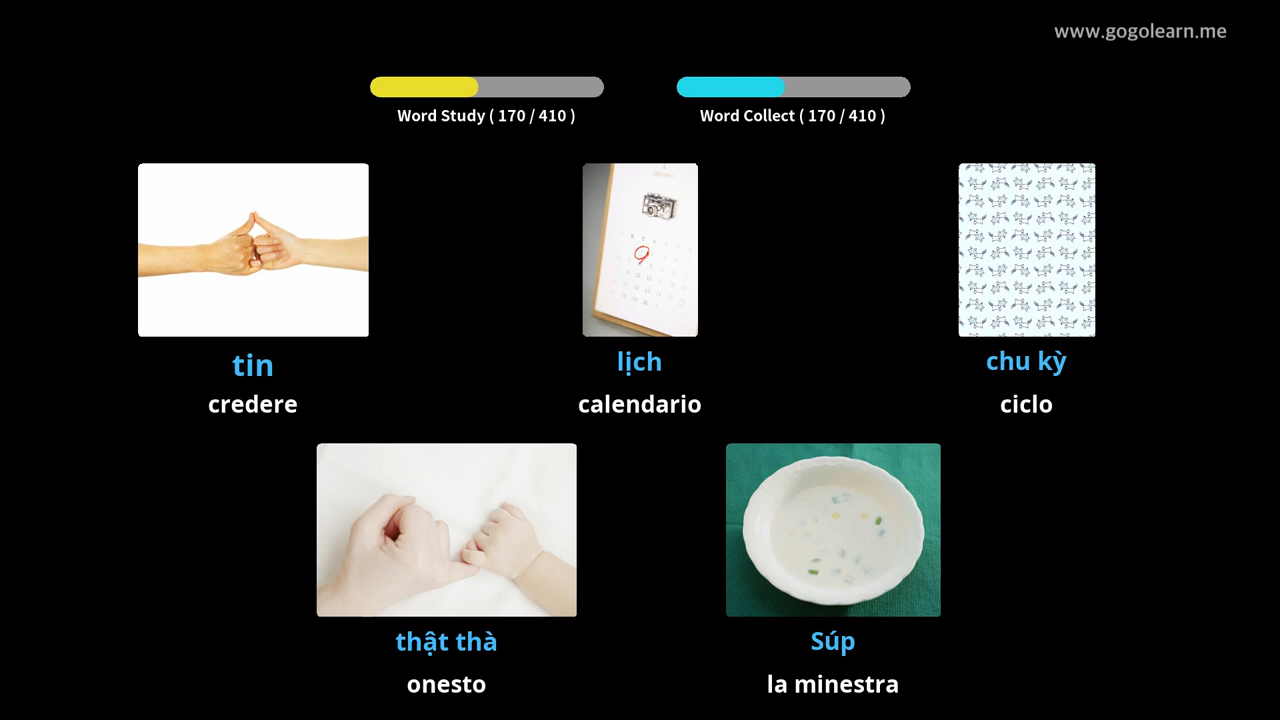 www.gogolearn.me
Word Study ( 170 / 410 )
Word Collect ( 170 / 410 )
tin
credere
lịch
calendario
chu kỳ
ciclo
thật thà
onesto
Súp
la minestra